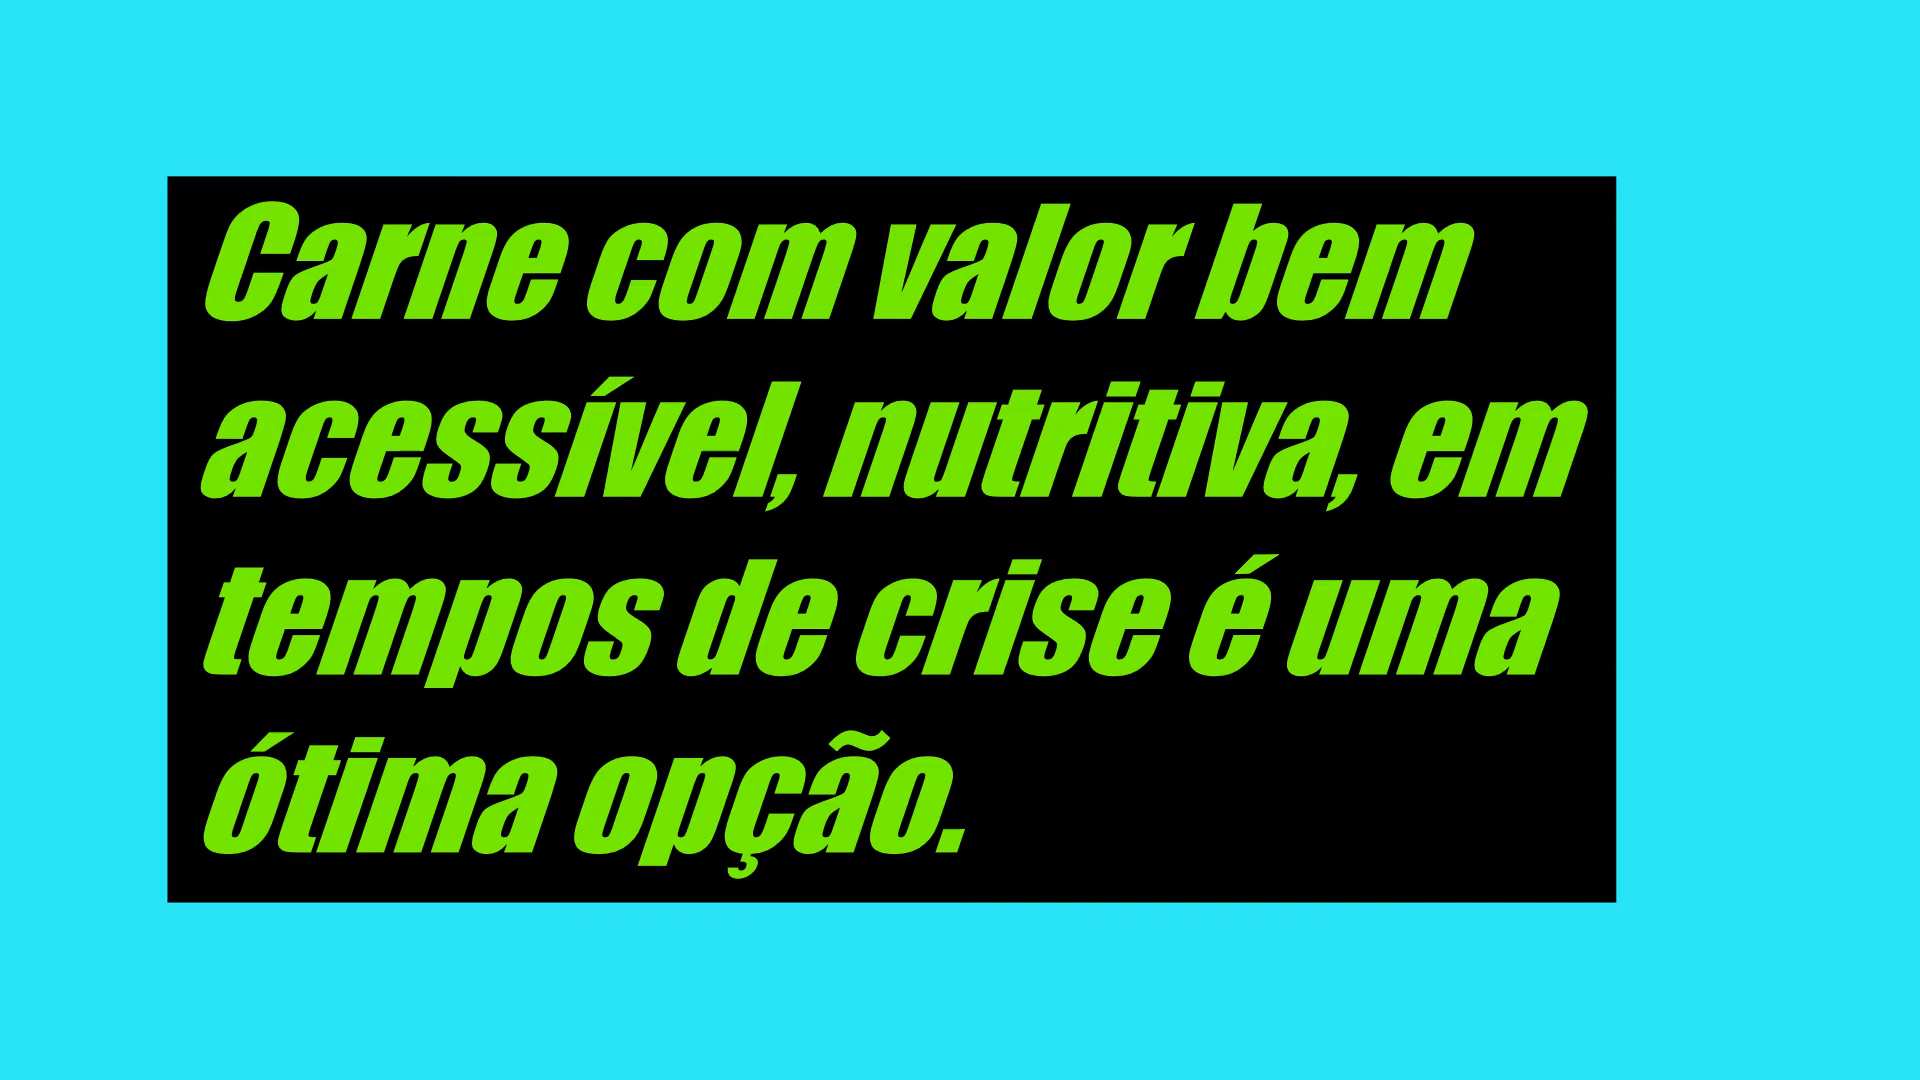 Carne com valor bem
acessível, nutritiva, em
tempos de crise é uma
ótima opção.